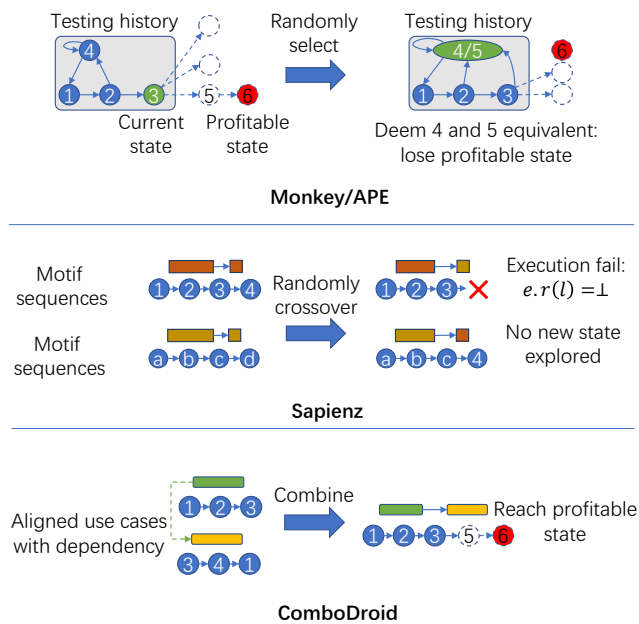 Testing history
Randomly
select
Testing history
4
1 2 3 5 6
Current
state
Profitable
state
4/5
6
1 2 3
Deem 4 and 5 equivalent:
lose profitable state
Monkey/APE
Motif
sequences
1 2 3 4
Randomly
crossover
1 2 3
Execution fail:
e.r(l) =⊥
Motif
sequences
a b c d
a b c 4
No new state
explored
Sapienz
Aligned use cases
with dependency
1 2 3
3 4 1
Combine
1 2 3 5 6
Reach profitable
state
ComboDroid